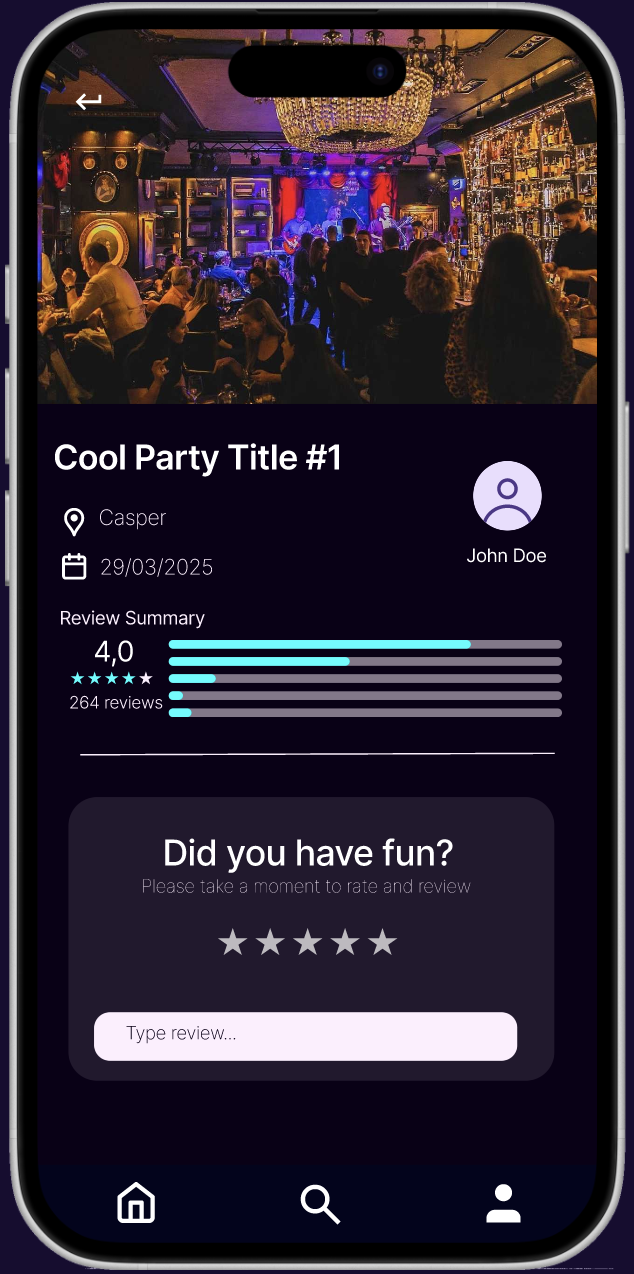 Cool Party Title #1
Casper
29/03/2025
John Doe
Review Summary
4,0
264 reviews
Did you have fun?
Please take a moment to rate and review
Type review...